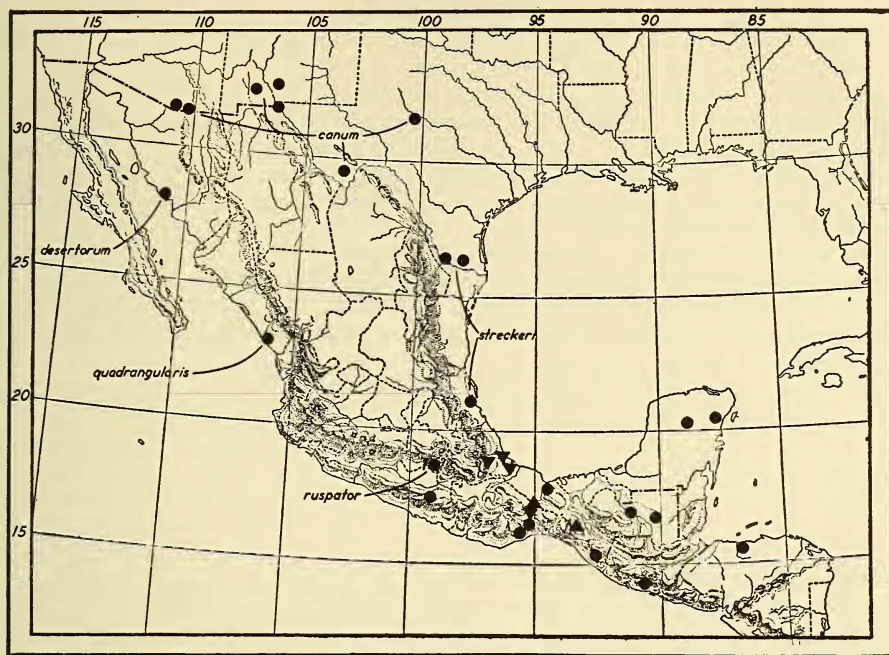 115 110 105 100 95 90 85
30
canum
desertorum
25
streckeri
quadrangularis
20
ruspator
15